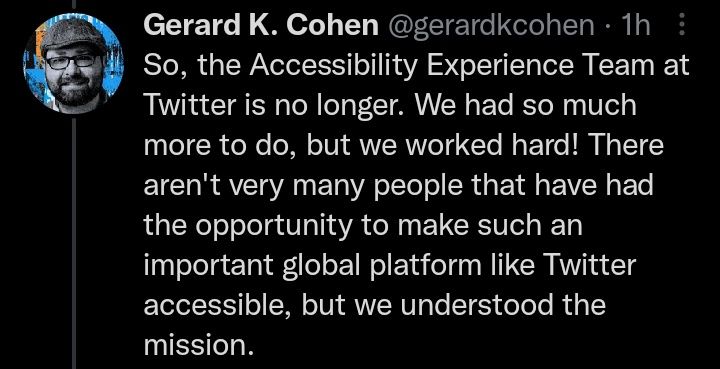 Gerard K. Cohen @gerardkcohen · 1h
So, the Accessibility Experience Team at
Twitter is no longer. We had so much
more to do, but we worked hard! There
aren't very many people that have had
the opportunity to make such an
important global platform like Twitter
accessible, but we understood the
mission.